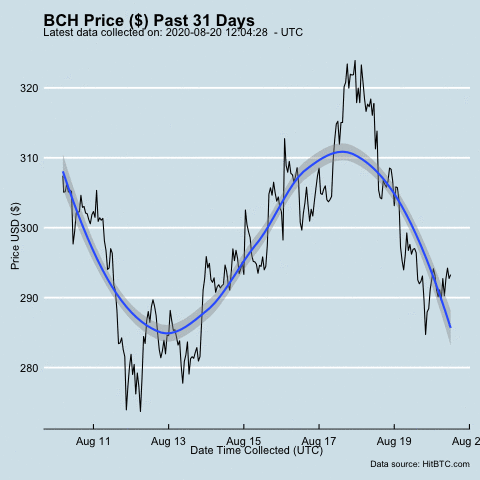 BCH Price ($) Past 31 Days
Latest data collected on: 2020-08-20 12:04:28 - UTC
Price USD ($)
320
310
300
290
280
Aug 11
Aug 13
Aug 15
Aug 17
Aug 19
Aug 2
Date Time Collected (UTC)
Data source: HitBTC.com